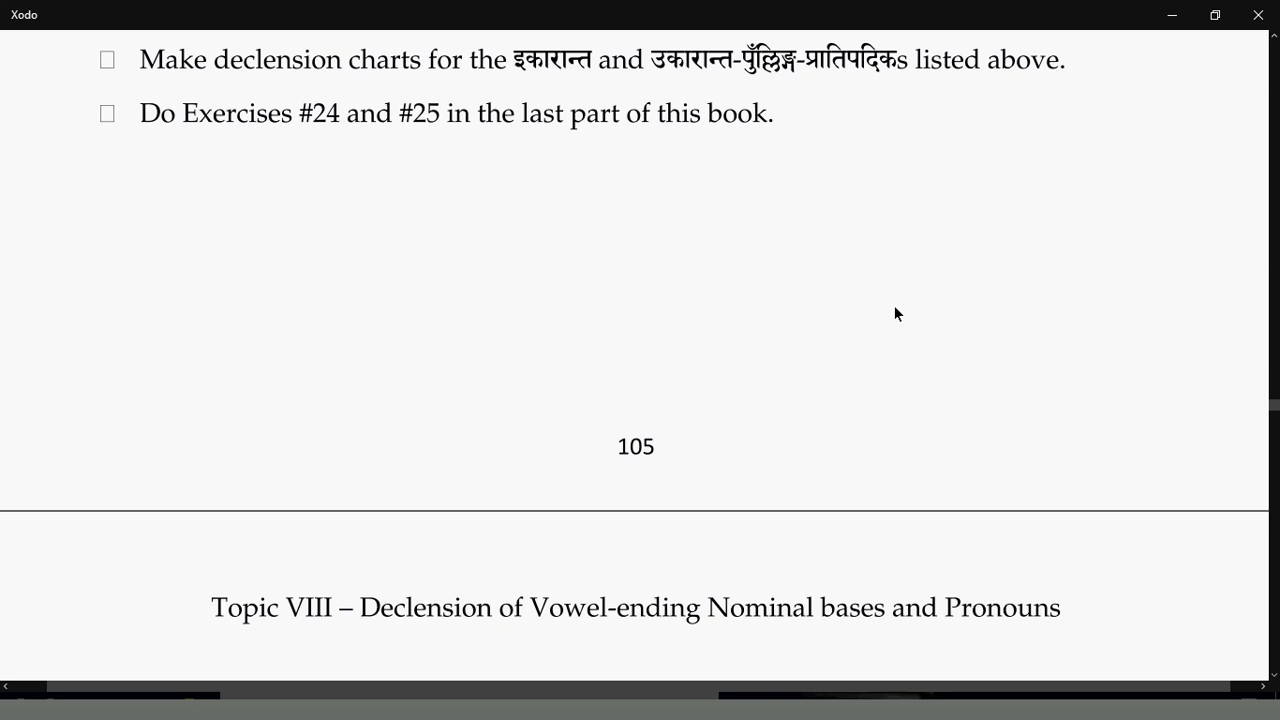 Xodo
□ Make declension charts for the इकारान्त and उकारान्त-पुँल्लिङ्ग-प्रातिपदिकs listed above.
□ Do Exercises #24 and #25 in the last part of this book.
105
Topic VIII – Declension of Vowel-ending Nominal bases and Pronouns